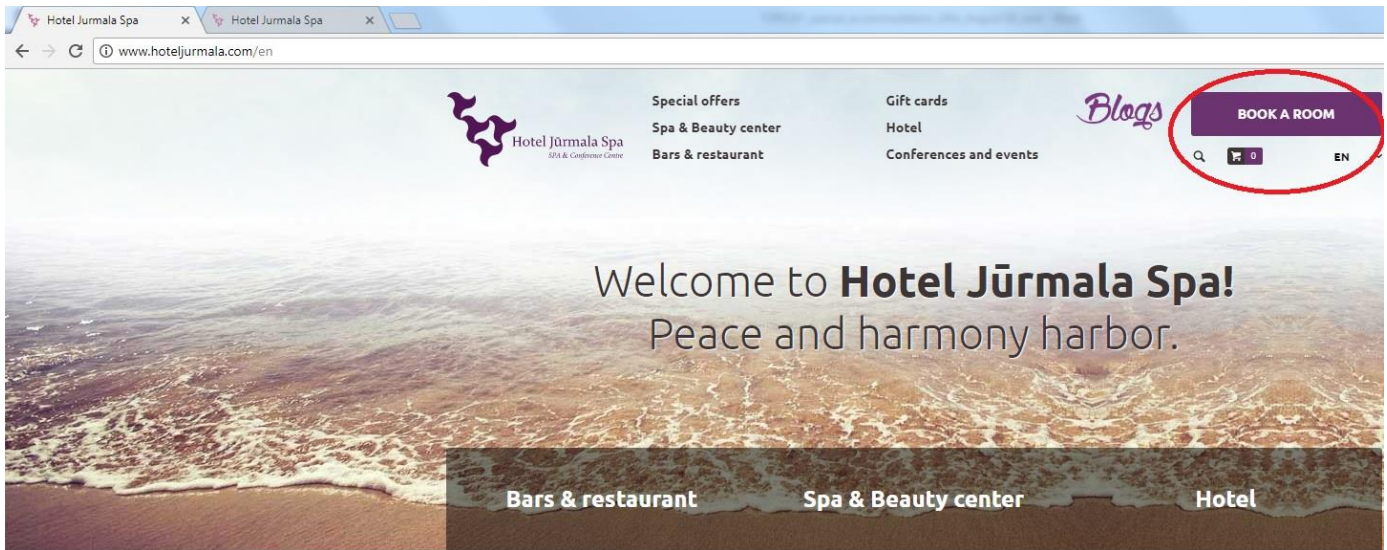 Hotel Jurmala Spa
Hotel Jurmala Spa
www.hoteljurmala.com/en
Hotel Jūrmala Spa
SPA & Conference Centre
Special offers
Spa & Beauty center
Bars & restaurant
Gift cards
Hotel
Conferences and events
Blogs
BOOK A ROOM
0
EN
Welcome to Hotel Jūrmala Spa!
Peace and harmony harbor.
Bars & restaurant
Spa & Beauty center
Hotel